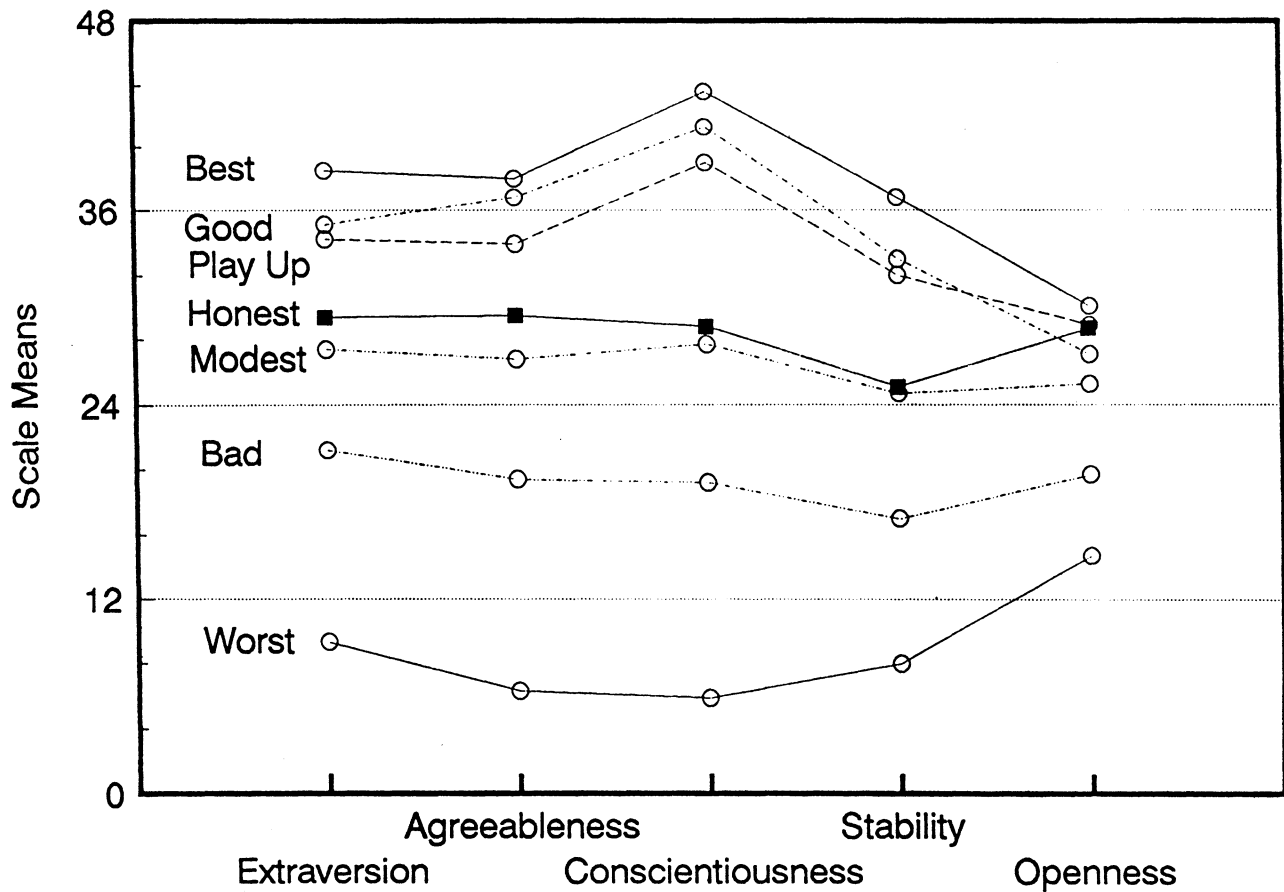 48
Best
36
Good
Play Up
Honest
Modest
24
Bad
12
Worst
0
Scale Means
Agreeableness Stability
Extraversion Conscientiousness Openness